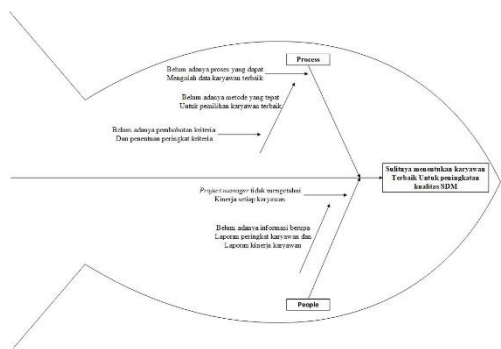 Process
Belum adanya proses yang dapat
Mengolah data karyawan terbaik
Belum adanya metode yang tepat
Untuk pemilihan karyawan terbaik
Belum adanya pembobotan kriteria
Dan penentuan peringkat kriteria
Sulitnya menentukan karyawan
Terbaik Untuk peningkatan
kualitas SDM
Project manager tidak mengetahui
Kinerja setiap karyawan
Belum adanya informasi berupa
Laporan peringkat karyawan dan
Laporan kinerja karyawan
People